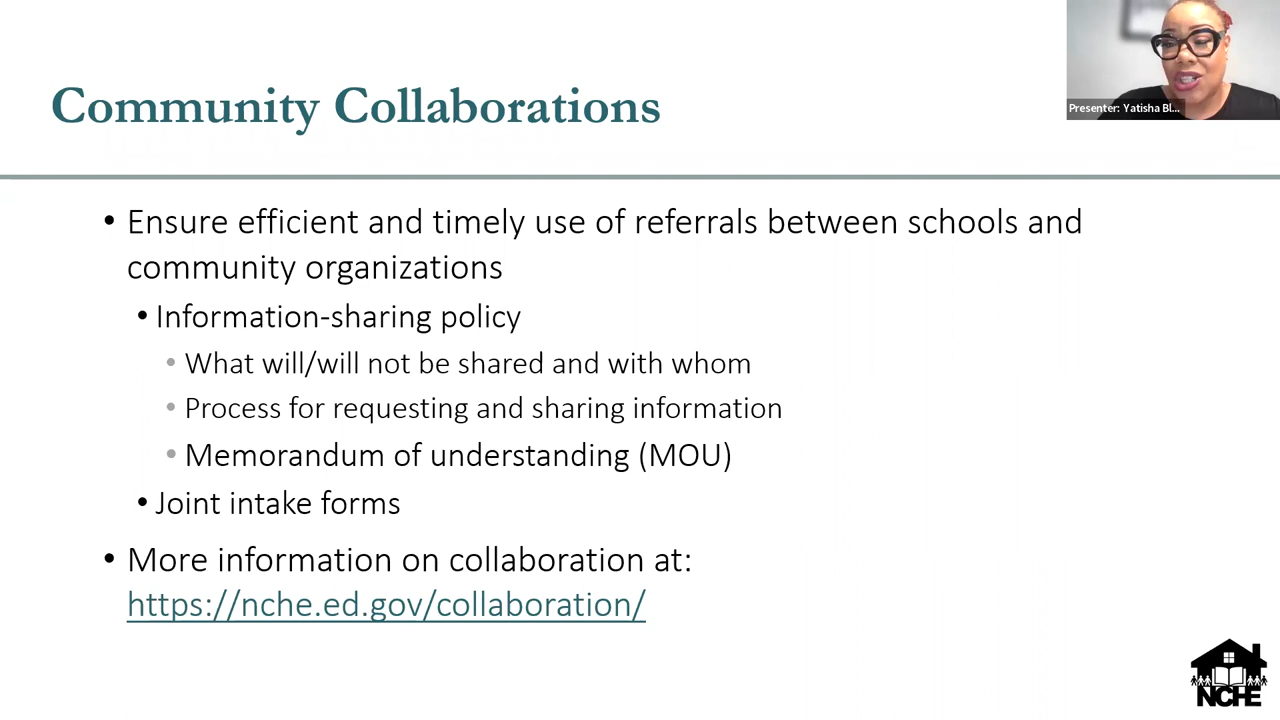 Community Collaborations
Presenter: Yatisha Bl...
• Ensure efficient and timely use of referrals between schools and
community organizations
• Information-sharing policy
• What will/will not be shared and with whom
• Process for requesting and sharing information
• Memorandum of understanding (MOU)
• Joint intake forms
• More information on collaboration at:
https://nche.ed.gov/collaboration/
NCHE